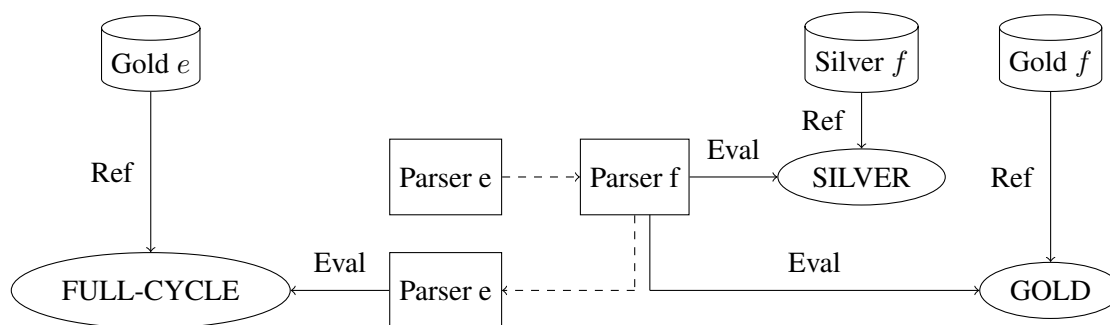 Gold e
Silver f
Gold f
Ref
Ref
Ref
Parser e
Parser f
Eval
SILVER
FULL-CYCLE
Eval
Parser e
Eval
GOLD